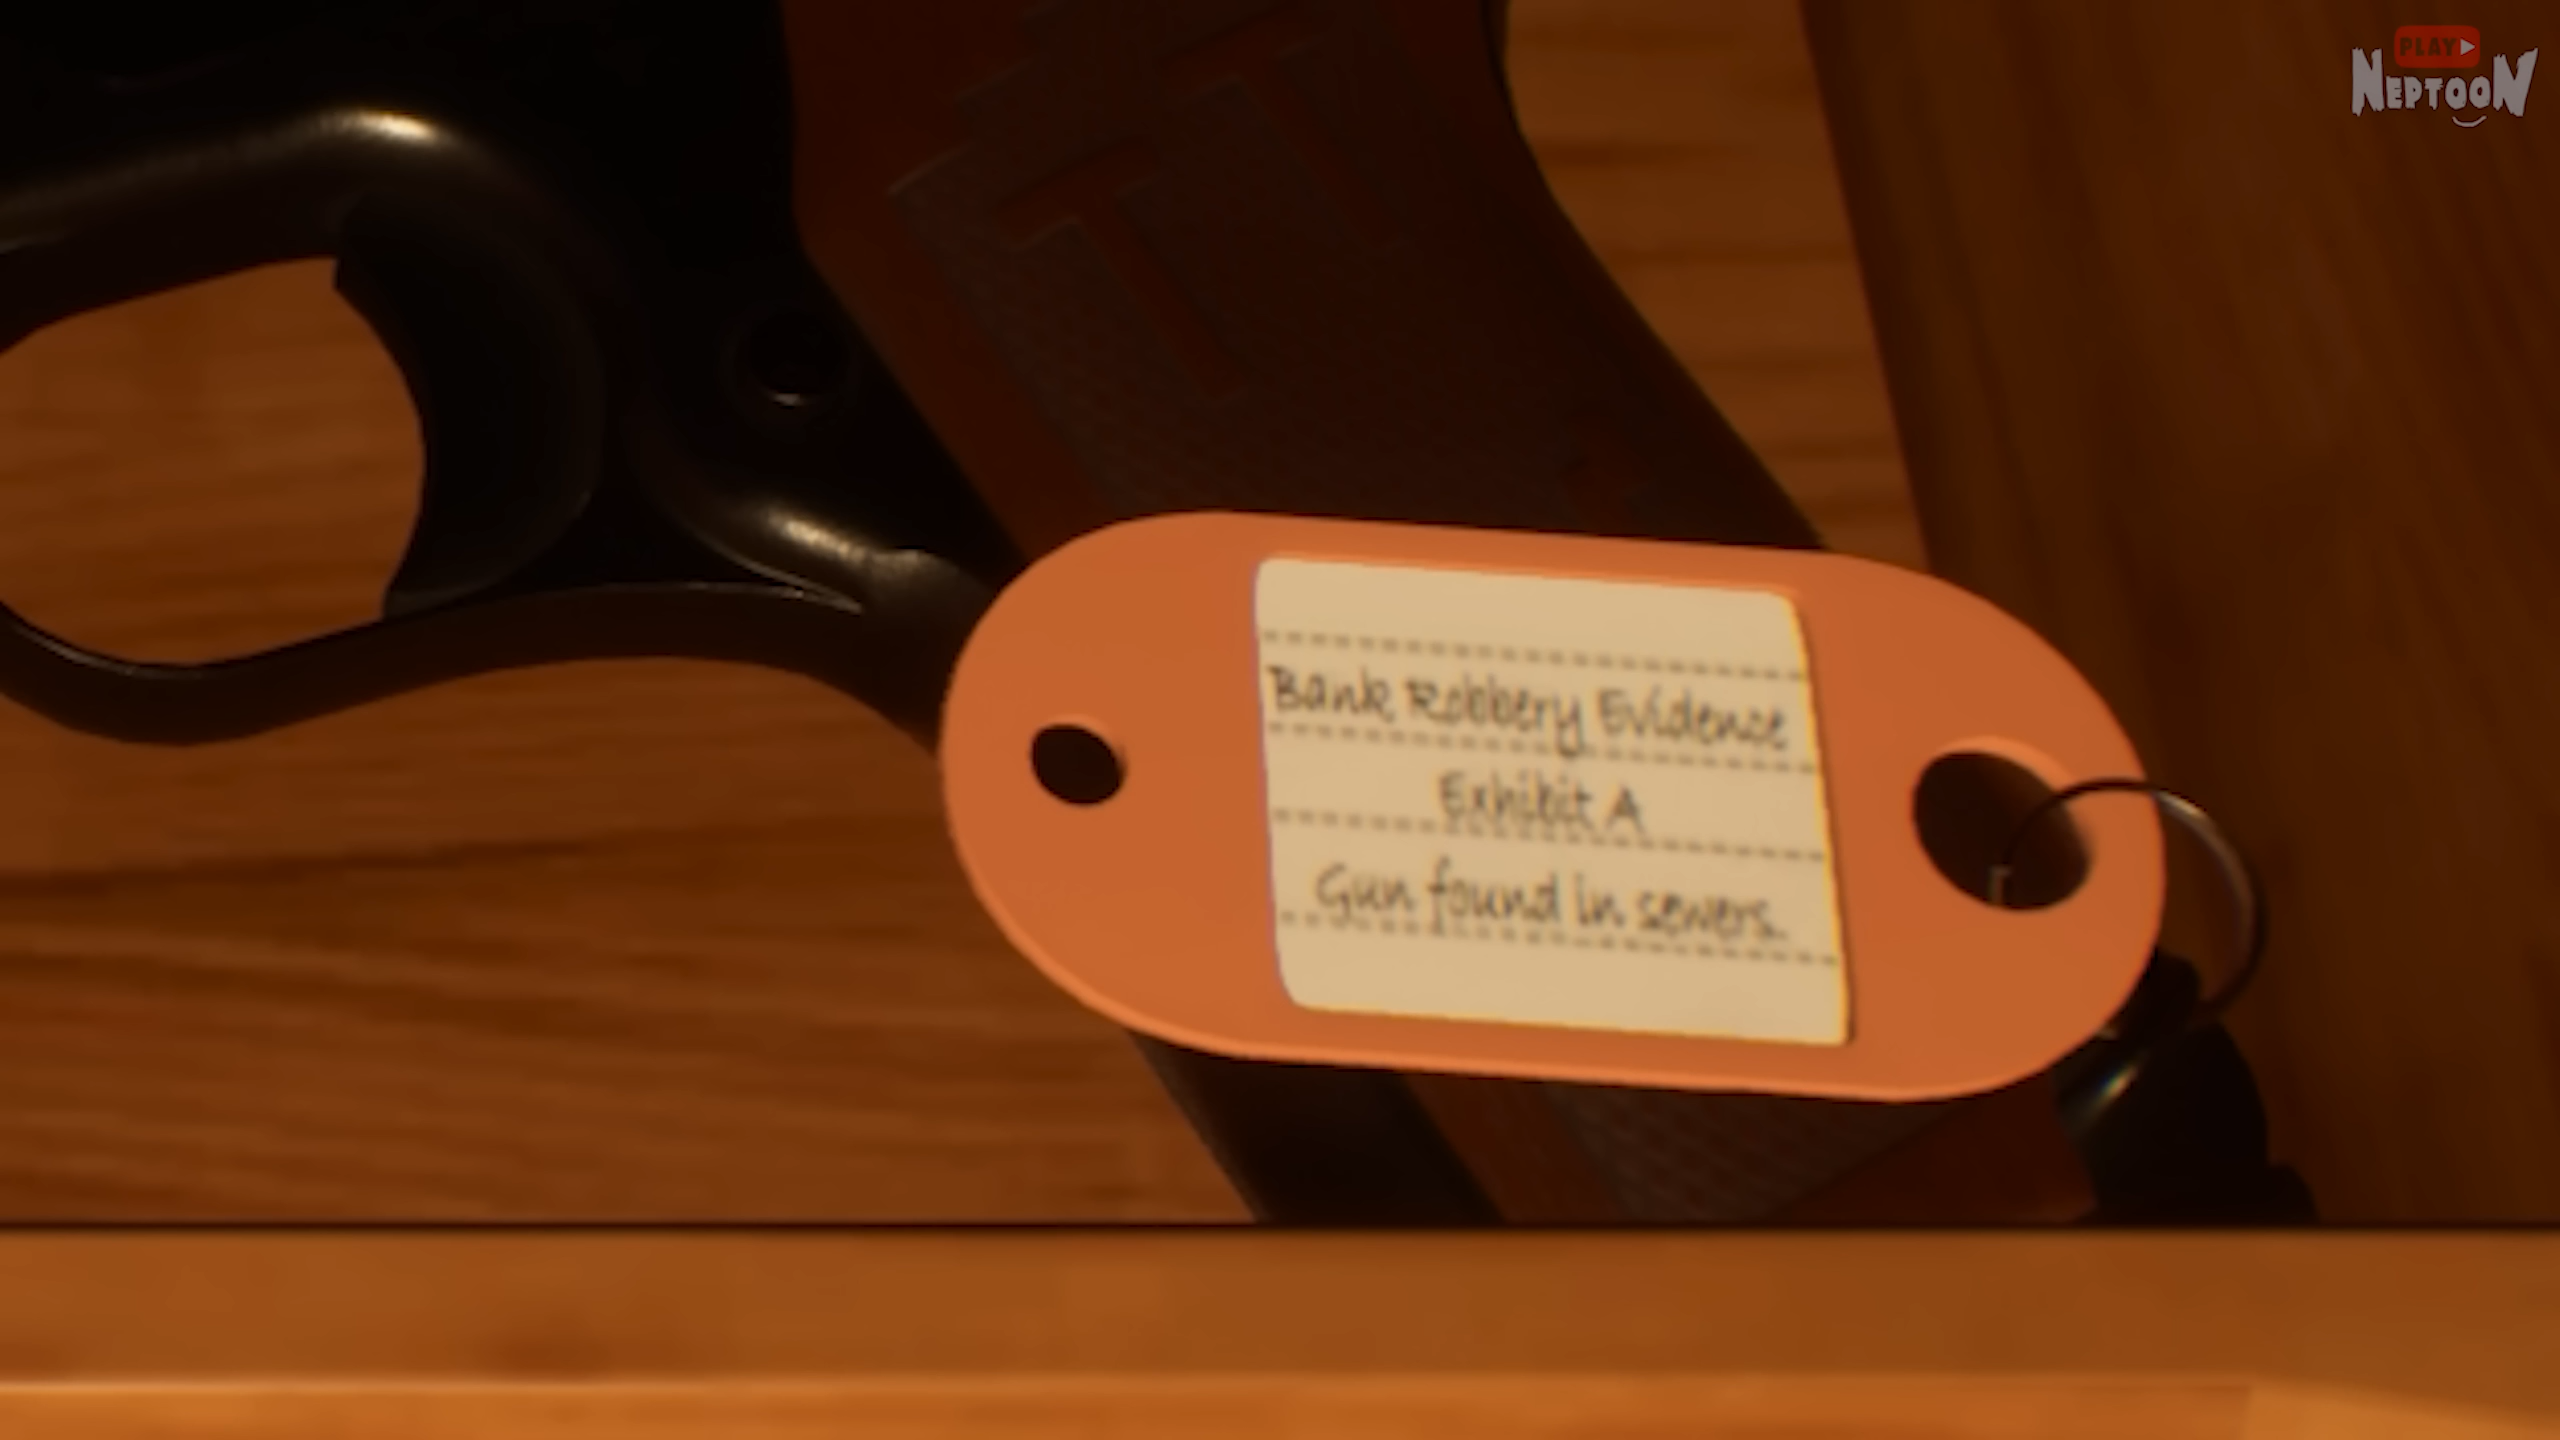 PLAY
NEPTOON
Bank Robbery Evidence
Exhibit A
Gun found in sewers.